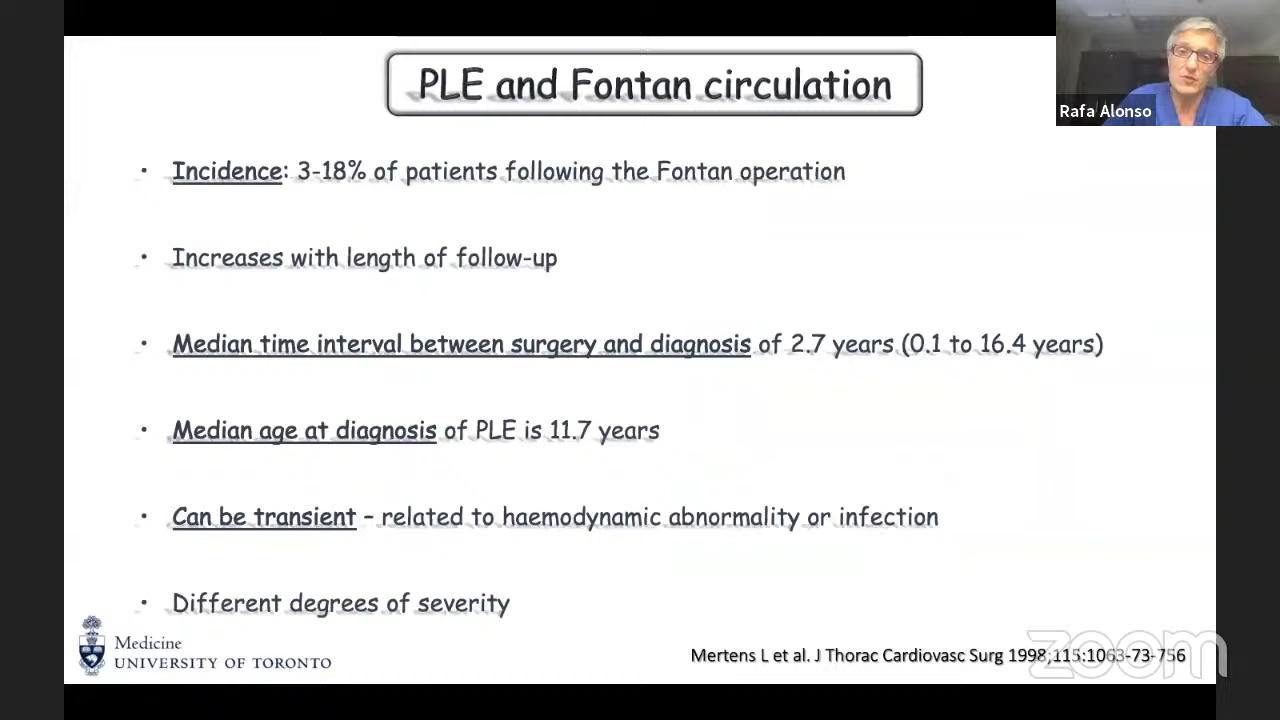 PLE and Fontan circulation
Rafa Alonso
• Incidence: 3-18% of patients following the Fontan operation
• Increases with length of follow-up
• Median time interval between surgery and diagnosis of 2.7 years (0.1 to 16.4 years)
• Median age at diagnosis of PLE is 11.7 years
• Can be transient – related to haemodynamic abnormality or infection
• Different degrees of severity
Medicine
UNIVERSITY OF TORONTO
Mertens L et al. J Thorac Cardiovasc Surg 1998;115:1063-73-756
zoom